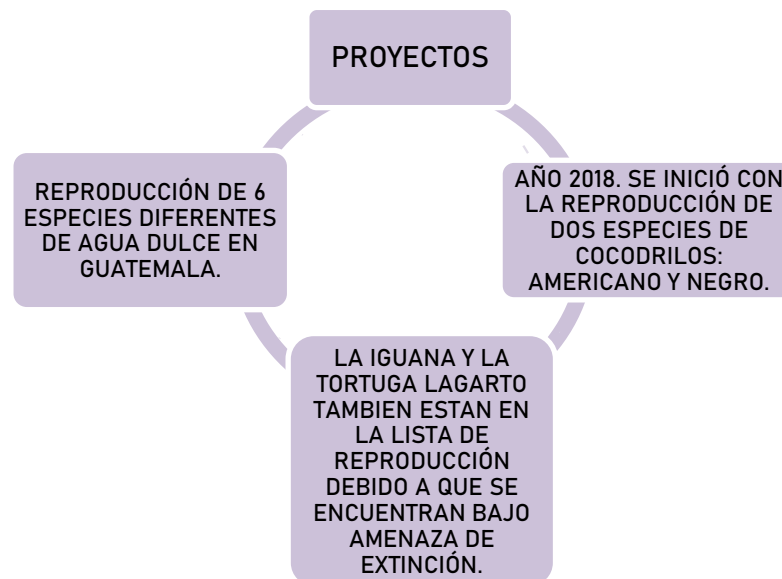 PROYECTOS
AÑO 2018. SE INICIÓ CON
LA REPRODUCCIÓN DE
DOS ESPECIES DE
COCODRILOS:
AMERICANO Y NEGRO.
LA IGUANA Y LA
TORTUGA LAGARTO
TAMBIEN ESTAN EN
LA LISTA DE
REPRODUCCIÓN
DEBIDO A QUE SE
ENCUENTRAN BAJO
AMENAZA DE
EXTINCIÓN.
REPRODUCCIÓN DE 6
ESPECIES DIFERENTES
DE AGUA DULCE EN
GUATEMALA.